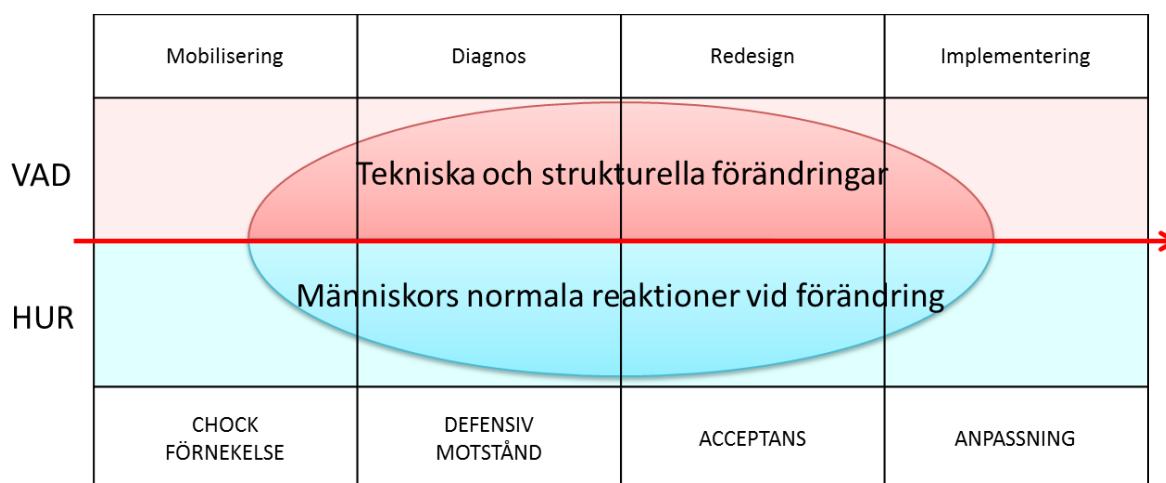 Mobilisering
Diagnos
Redesign
Implementering
VAD
Tekniska och strukturella förändringar
HUR
Människors normala reaktioner vid förändring
CHOCK
FÖRNEKELSE
DEFENSIV
MOTSTÅND
ACCEPTANS
ANPASSNING